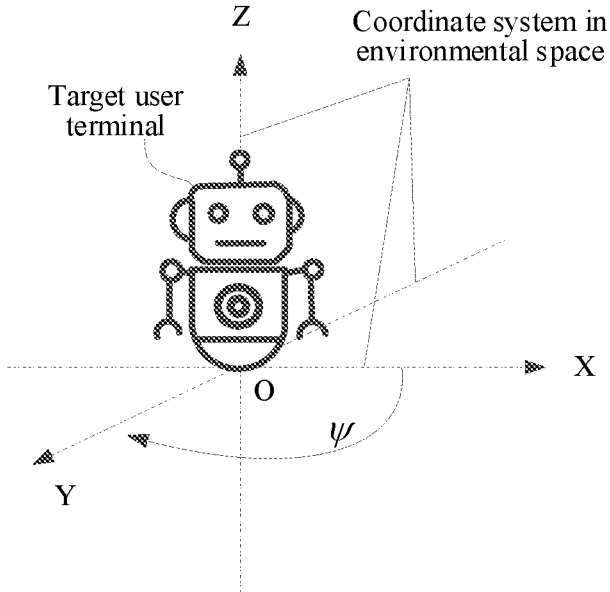 Z
Coordinate system in
environmental space
Target user
terminal
X
O
ψ
Y